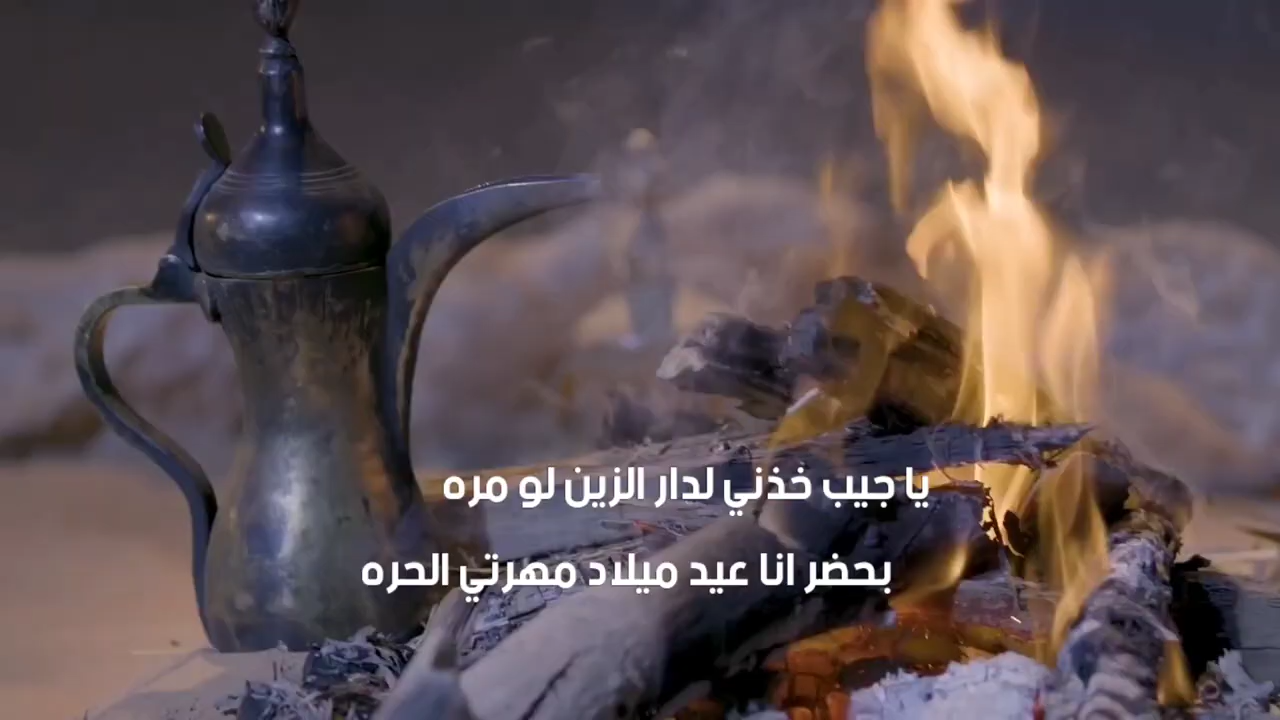 يا جيب خذني لدار الزين لو مره
بحضر انا عيد ميلاد مهرتي الحره